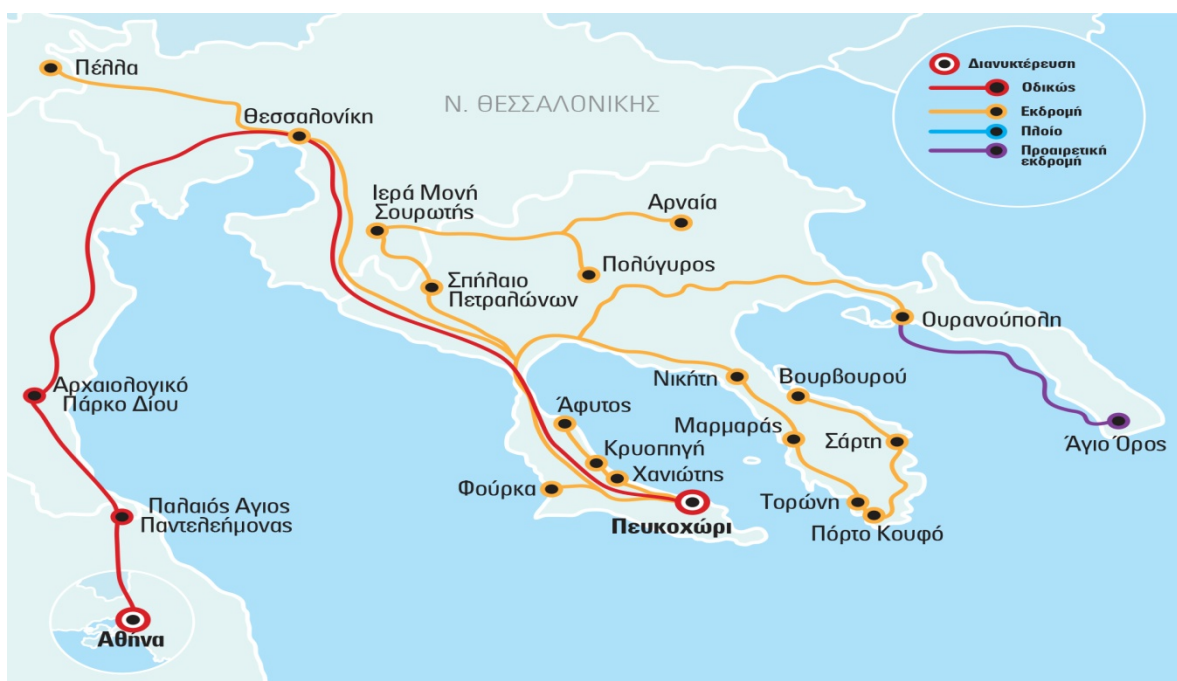 Πέλλα
Θεσσαλονίκη
Ν. ΘΕΣΣΑΛΟΝΙΚΗΣ
Διανυκτέρευση
Οδικώς
Εκδρομή
Πλοίο
Προαιρετική
εκδρομή
Ιερά Μονή
Σουρωτής
Αρναία
Πολύγυρος
Σπήλαιο
Πετραλώνων
Ουρανούπολη
Αρχαιολογικό
Πάρκο Δίου
Νικήτη
Βουρβουρού
Άφυτος
Μαρμαράς
Σάρτη
Άγιο Όρος
Κρυοπηγή
Χανιώτης
Φούρκα
Τορώνη
Πόρτο Κουφό
Πευκοχώρι
Παλαιός Αγιος
Παντελεήμονας
Αθήνα